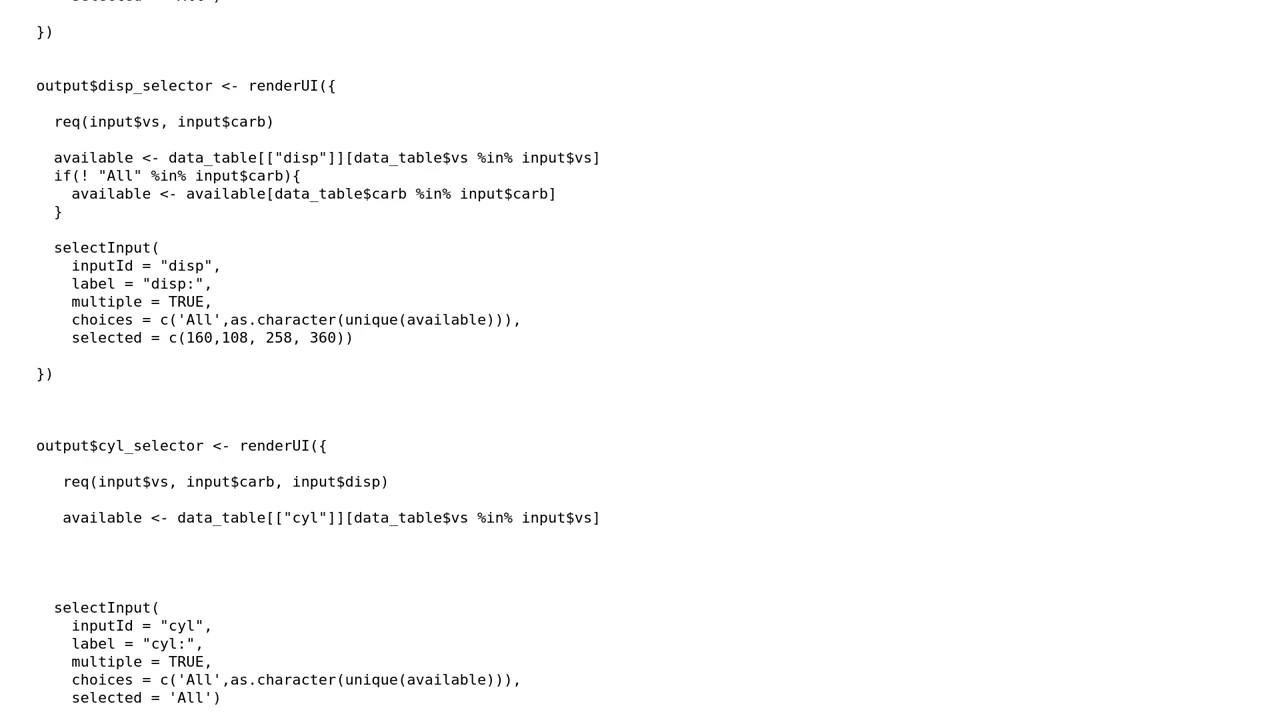 })
output$disp_selector <- renderUI({
req(input$vs, input$carb)
available <- data_table[["disp"]][data_table$vs %in% input$vs]
if(! "All" %in% input$carb){
available <- available[data_table$carb %in% input$carb]
}
selectInput(
inputId = "disp",
label = "disp:",
multiple = TRUE,
choices = c('All',as.character(unique(available))),
selected = c(160,108, 258, 360))
})
output$cyl_selector <- renderUI({
req(input$vs, input$carb, input$disp)
available <- data_table[["cyl"]][data_table$vs %in% input$vs]
selectInput(
inputId = "cyl",
label = "cyl:",
multiple = TRUE,
choices = c('All',as.character(unique(available))),
selected = 'All')